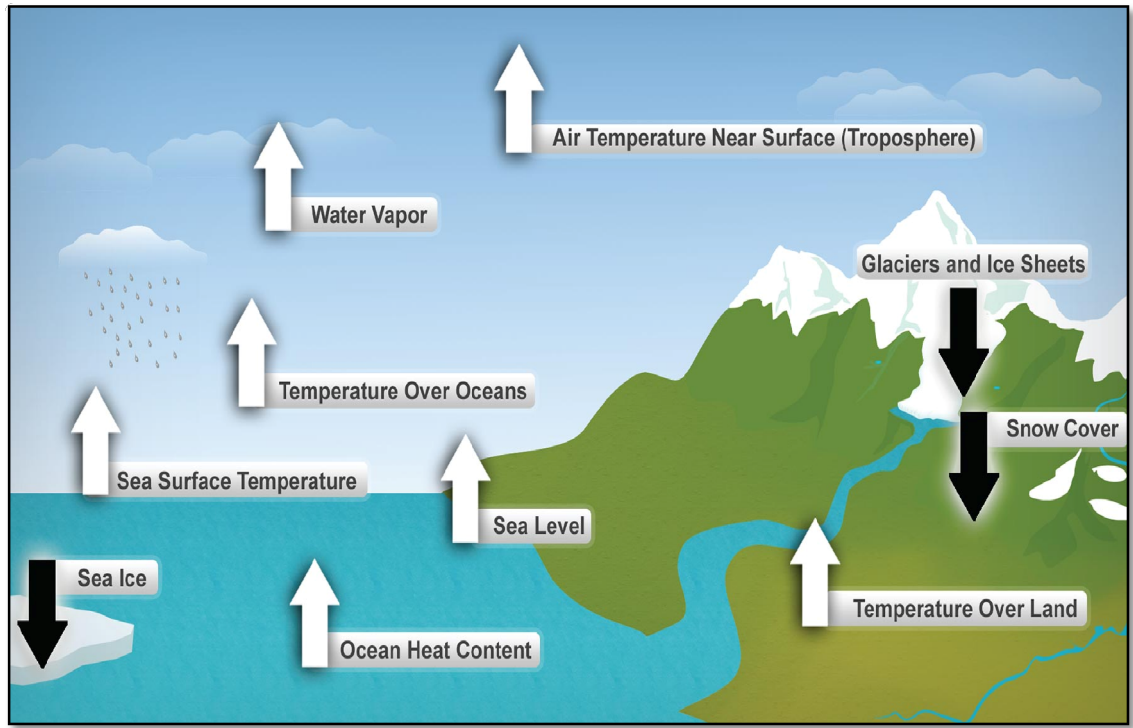 Air Temperature Near Surface (Troposphere)
Water Vapor
Glaciers and Ice Sheets
Temperature Over Oceans
Snow Cover
Sea Surface Temperature
Sea Level
Sea Ice
Temperature Over Land
Ocean Heat Content